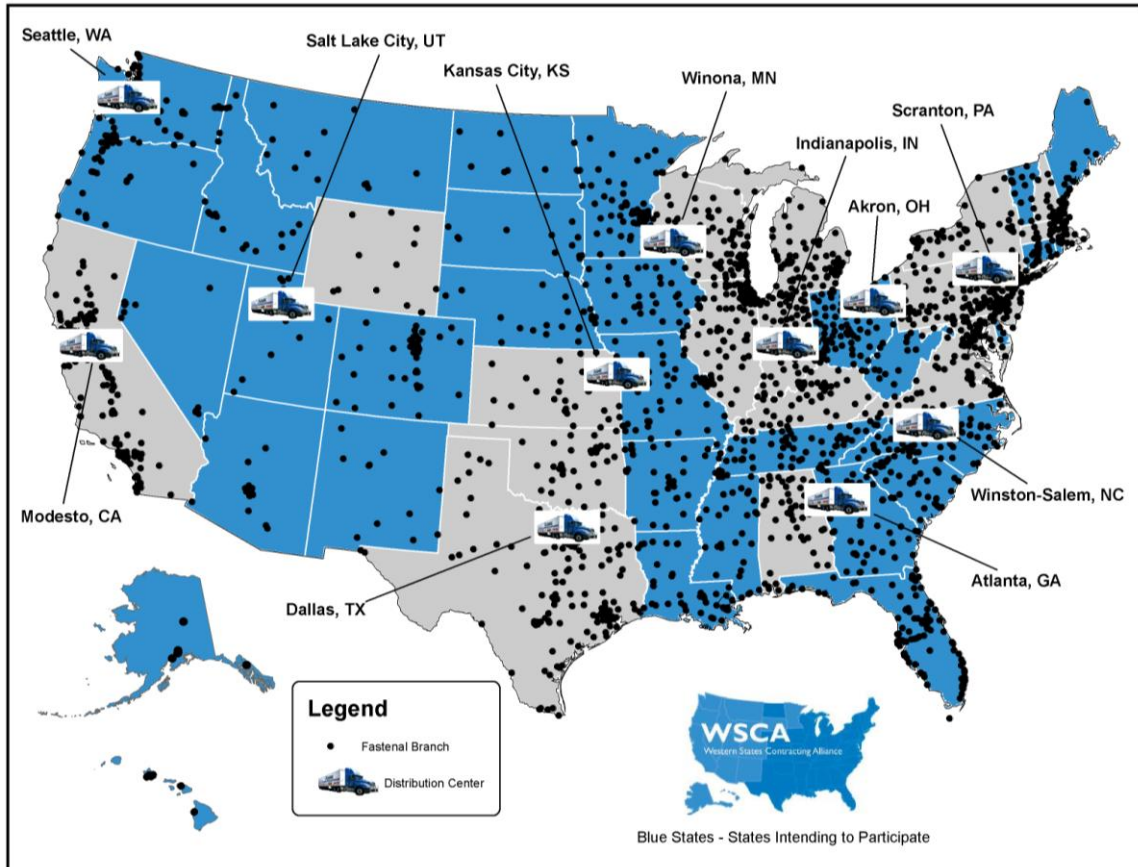 Seattle, WA
Salt Lake City, UT
Kansas City, KS
Winona, MN
Scranton, PA
Indianapolis, IN
Akron, OH
Modesto, CA
Winston-Salem, NC
Atlanta, GA
Dallas, TX
Legend
Fastenal Branch
Distribution Center
WSCA
Western States Contracting Alliance
Blue States - States Intending to Participate